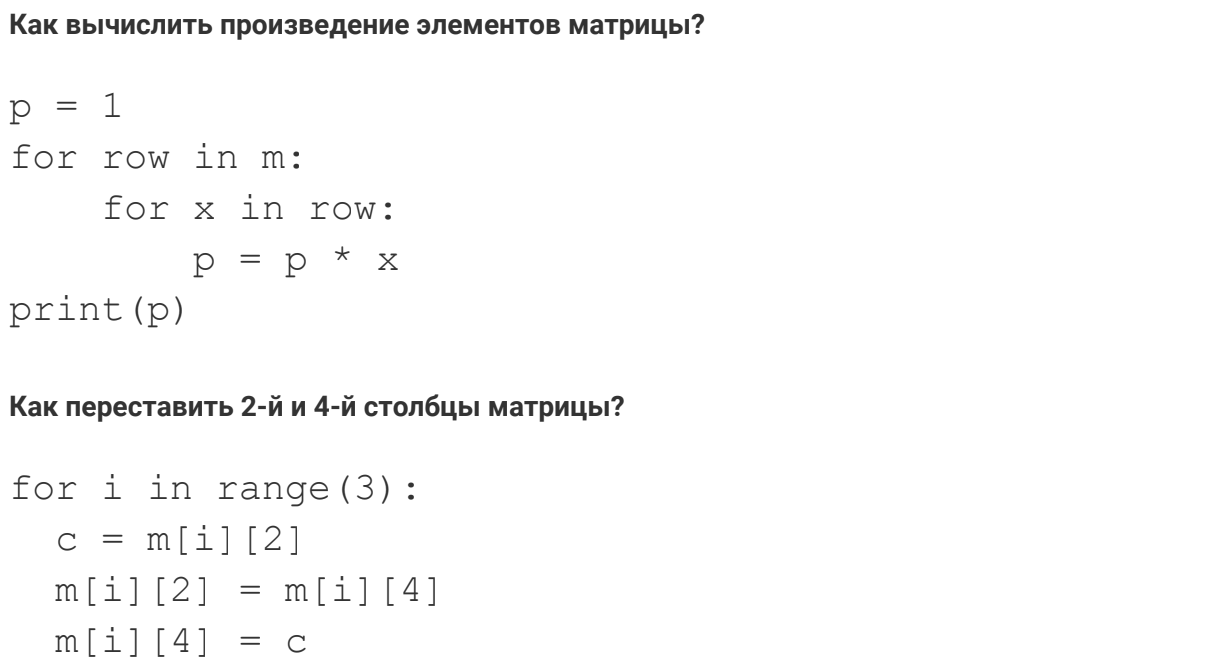 Как вычислить произведение элементов матрицы?
p = 1
for row in m:
    for x in row:
        p = p * x
print(p)
Как переставить 2-й и 4-й столбцы матрицы?
for i in range(3):
  c = m[i][2]
  m[i][2] = m[i][4]
  m[i][4] = c